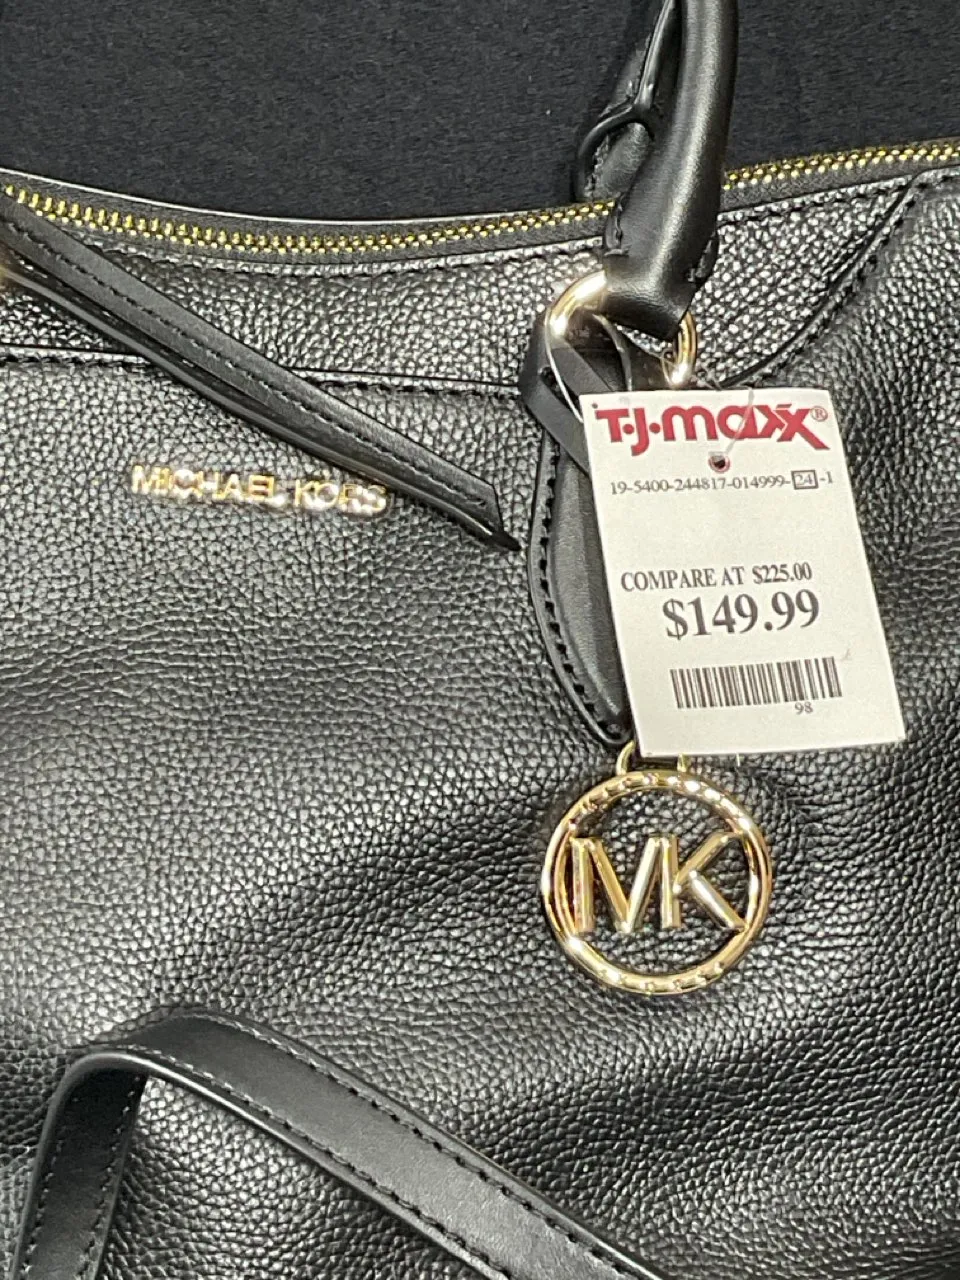 MICHAEL KORS
T·J·maxx®
19-5400-244817-014999-24-1
COMPARE AT $225.00
$149.99
98
MK